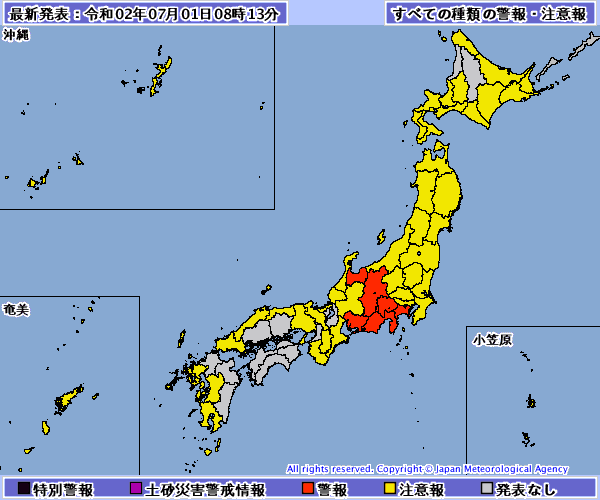 最新発表：令和02年07月01日08時13分
すべての種類の警報・注意報
沖縄
奄美
小笠原
All rights reserved. Copyright © Japan Meteorological Agency
特別警報 土砂災害警戒情報 警報 注意報 発表なし